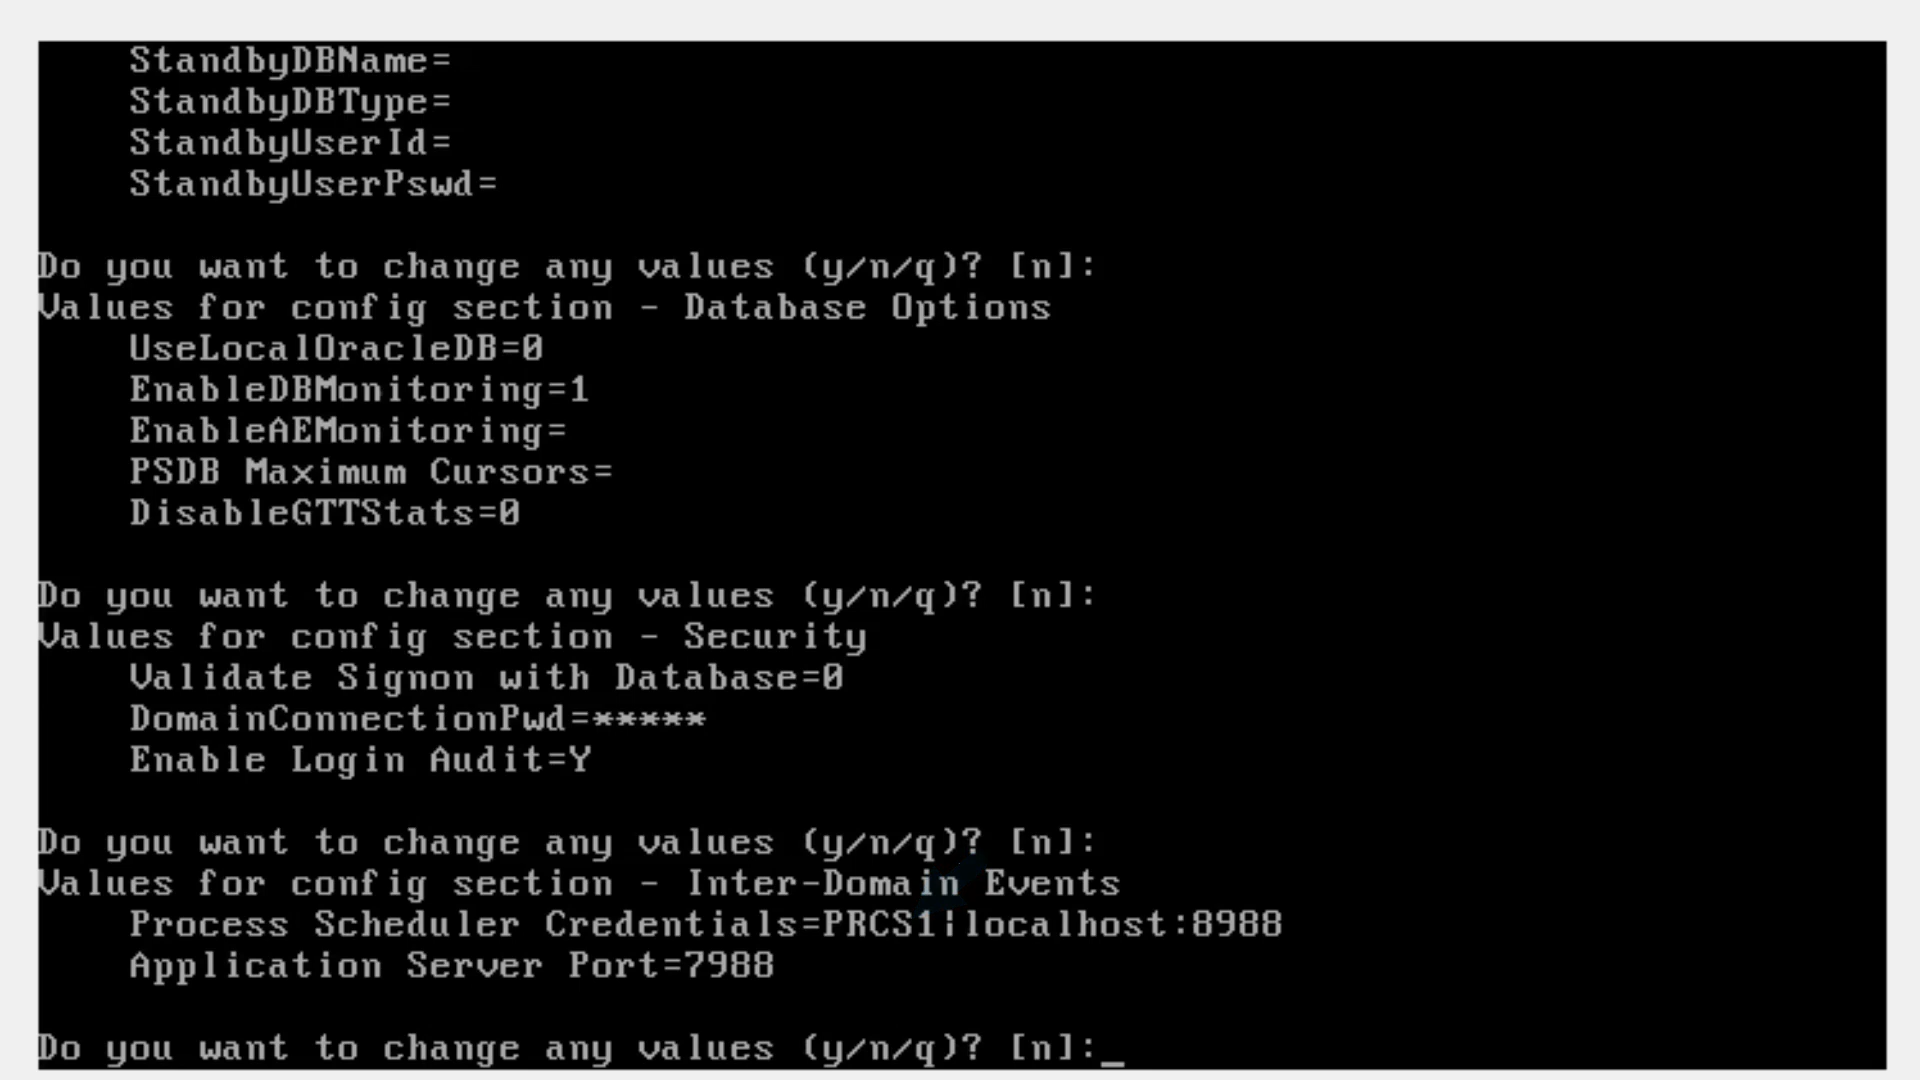 StandbyDBName=
StandbyDBType=
StandbyUserId=
StandbyUserPswd=
Do you want to change any values (y/n/q)? [n]:
Values for config section - Database Options
UseLocalOracleDB=0
EnableDBMonitoring=1
EnableAEMonitoring=
PSDB Maximum Cursors=
DisableGTTStats=0
Do you want to change any values (y/n/q)? [n]:
Values for config section - Security
Validate Signon with Database=0
DomainConnectionPwd=*****
Enable Login Audit=Y
Do you want to change any values (y/n/q)? [n]:
Values for config section - Inter-Domain Events
Process Scheduler Credentials=PRCS1|localhost:8988
Application Server Port=7988
Do you want to change any values (y/n/q)? [n]:_